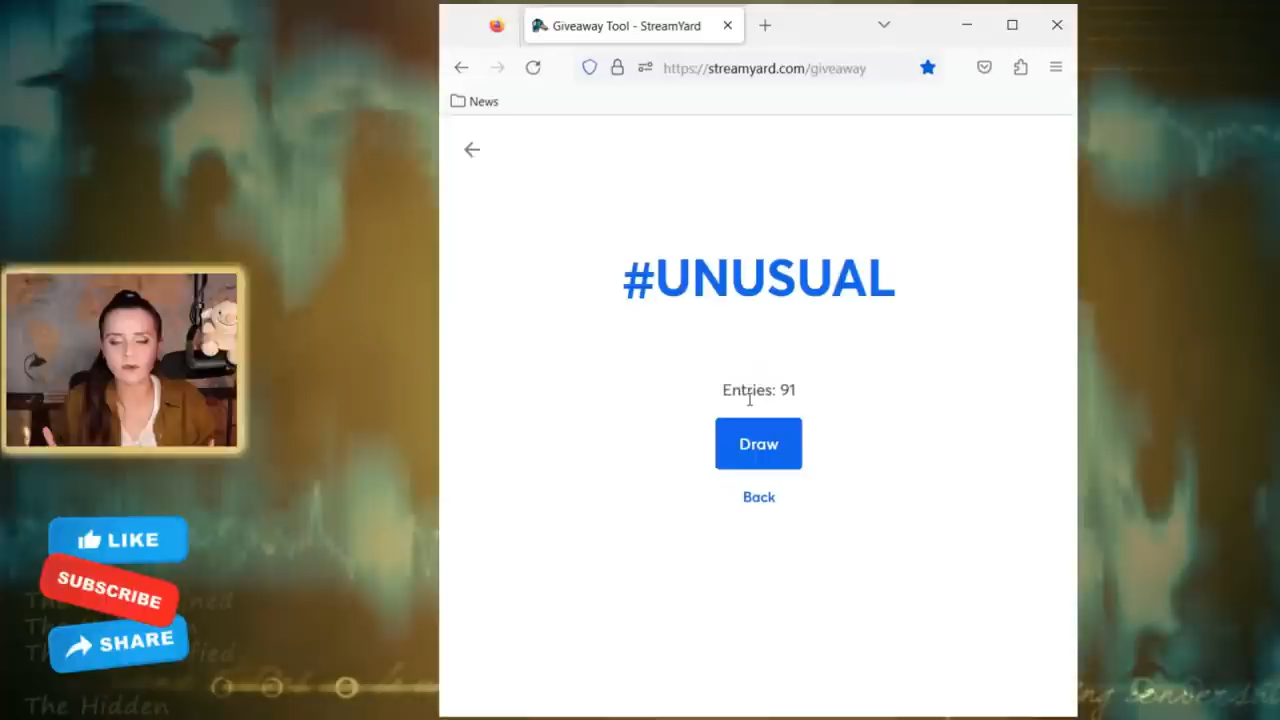 Giveaway Tool - StreamYard
https://streamyard.com/giveaway
News
#UNUSUAL
Entries: 91
Draw
Back
LIKE
SUBSCRIBE
SHARE
The Hidden